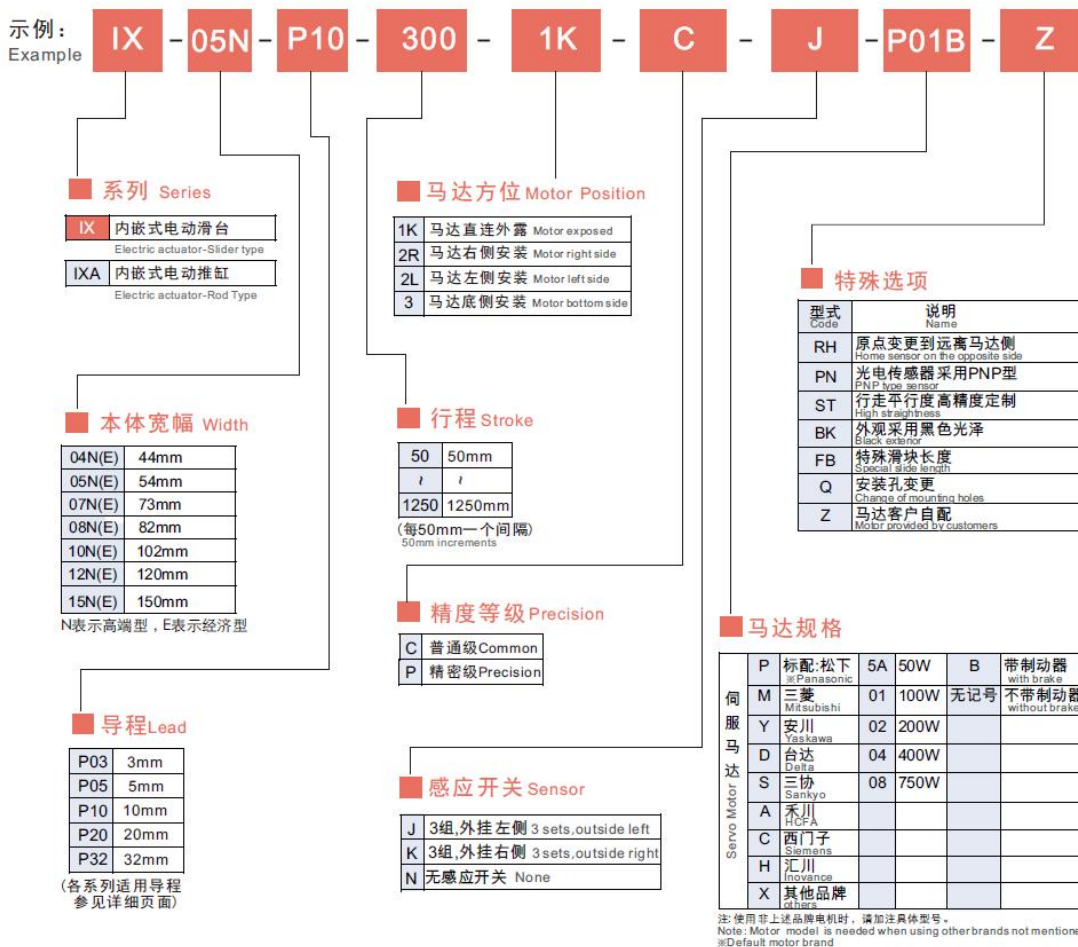 示例:
Example
IX - 05N - P10 - 300 - 1K - C - J - P01B - Z
系列 Series
IX 内嵌式电动滑台
Electric actuator-Slider type
IXA 内嵌式电动推缸
Electric actuator-Rod Type
马达方位 Motor Position
1K 马达直连外露 Motor exposed
2R 马达右侧安装 Motor right side
2L 马达左侧安装 Motor left side
3 马达底侧安装 Motor bottom side
特殊选项
型式 说明
Code Name
RH 原点变更到远离马达侧
Home sensor on the opposite side
PN 光电传感器采用PNP型
PNP type sensor
ST 行走平行度高精度定制
High straightness
BK 外观采用黑色光泽
Black exterior
FB 特殊滑块长度
Special slide length
Q 安装孔变更
Change of mounting holes
Z 马达客户自配
Motor provided by customers
本体宽幅 Width
04N(E) 44mm
05N(E) 54mm
07N(E) 73mm
08N(E) 82mm
10N(E) 102mm
12N(E) 120mm
15N(E) 150mm
N表示高端型，E表示经济型
行程 Stroke
50 50mm
~ ~
1250 1250mm
(每50mm一个间隔)
50mm increments
精度等级 Precision
C 普通级Common
P 精密级Precision
导程Lead
P03 3mm
P05 5mm
P10 10mm
P20 20mm
P32 32mm
(各系列适用导程
参见详细页面)
感应开关 Sensor
J 3组,外挂左侧 3 sets,outside left
K 3组,外挂右侧 3 sets,outside right
N 无感应开关 None
马达规格
伺服马达 Servo Motor
P 标配:松下 5A 50W B 带制动器
※Panasonic with brake
M 三菱 01 100W 无记号 不带制动器
Mitsubishi without brake
Y 安川 02 200W
Yaskawa
D 台达 04 400W
Delta
S 三协 08 750W
Sankyo
A 禾川
HCFA
C 西门子
Siemens
H 汇川
Inovance
X 其他品牌
others
注:使用非上述品牌电机时，请加注具体型号。
Note: Motor model is needed when using other brands not mentione
※Default motor brand